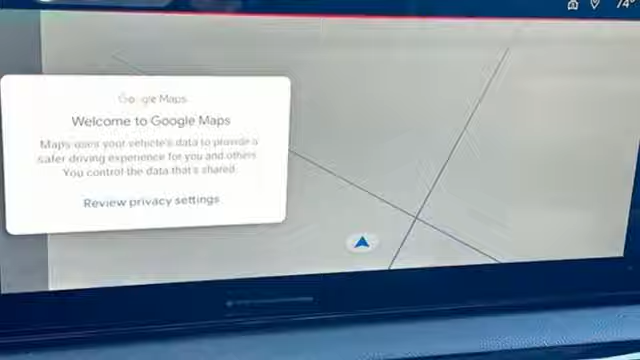 74°
Google Maps
Welcome to Google Maps
Maps uses your vehicle's data to provide a
safer driving experience for you and others.
You control the data that's shared.
Review privacy settings